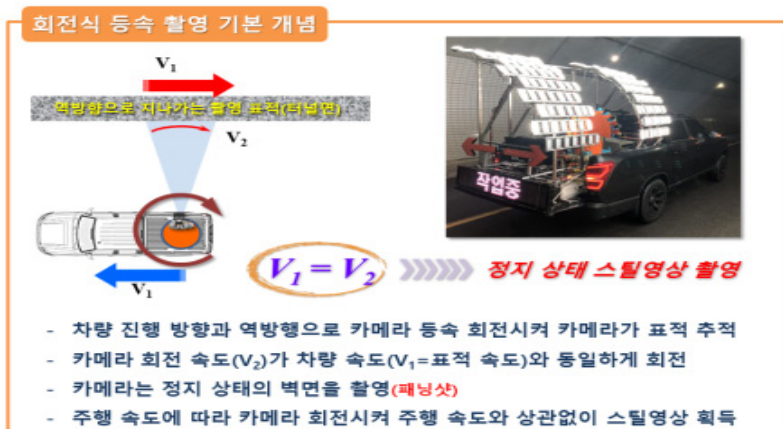 회전식 등속 촬영 기본 개념
V₁
역방향으로 지나가는 촬영 표적(터널면)
V₂
작업중
V₁
V₁ = V₂
정지 상태 스틸영상 촬영
- 차량 진행 방향과 역방행으로 카메라 등속 회전시켜 카메라가 표적 추적
- 카메라 회전 속도(V₂)가 차량 속도(V₁=표적 속도)와 동일하게 회전
- 카메라는 정지 상태의 벽면을 촬영(패닝샷)
- 주행 속도에 따라 카메라 회전시켜 주행 속도와 상관없이 스틸영상 획득